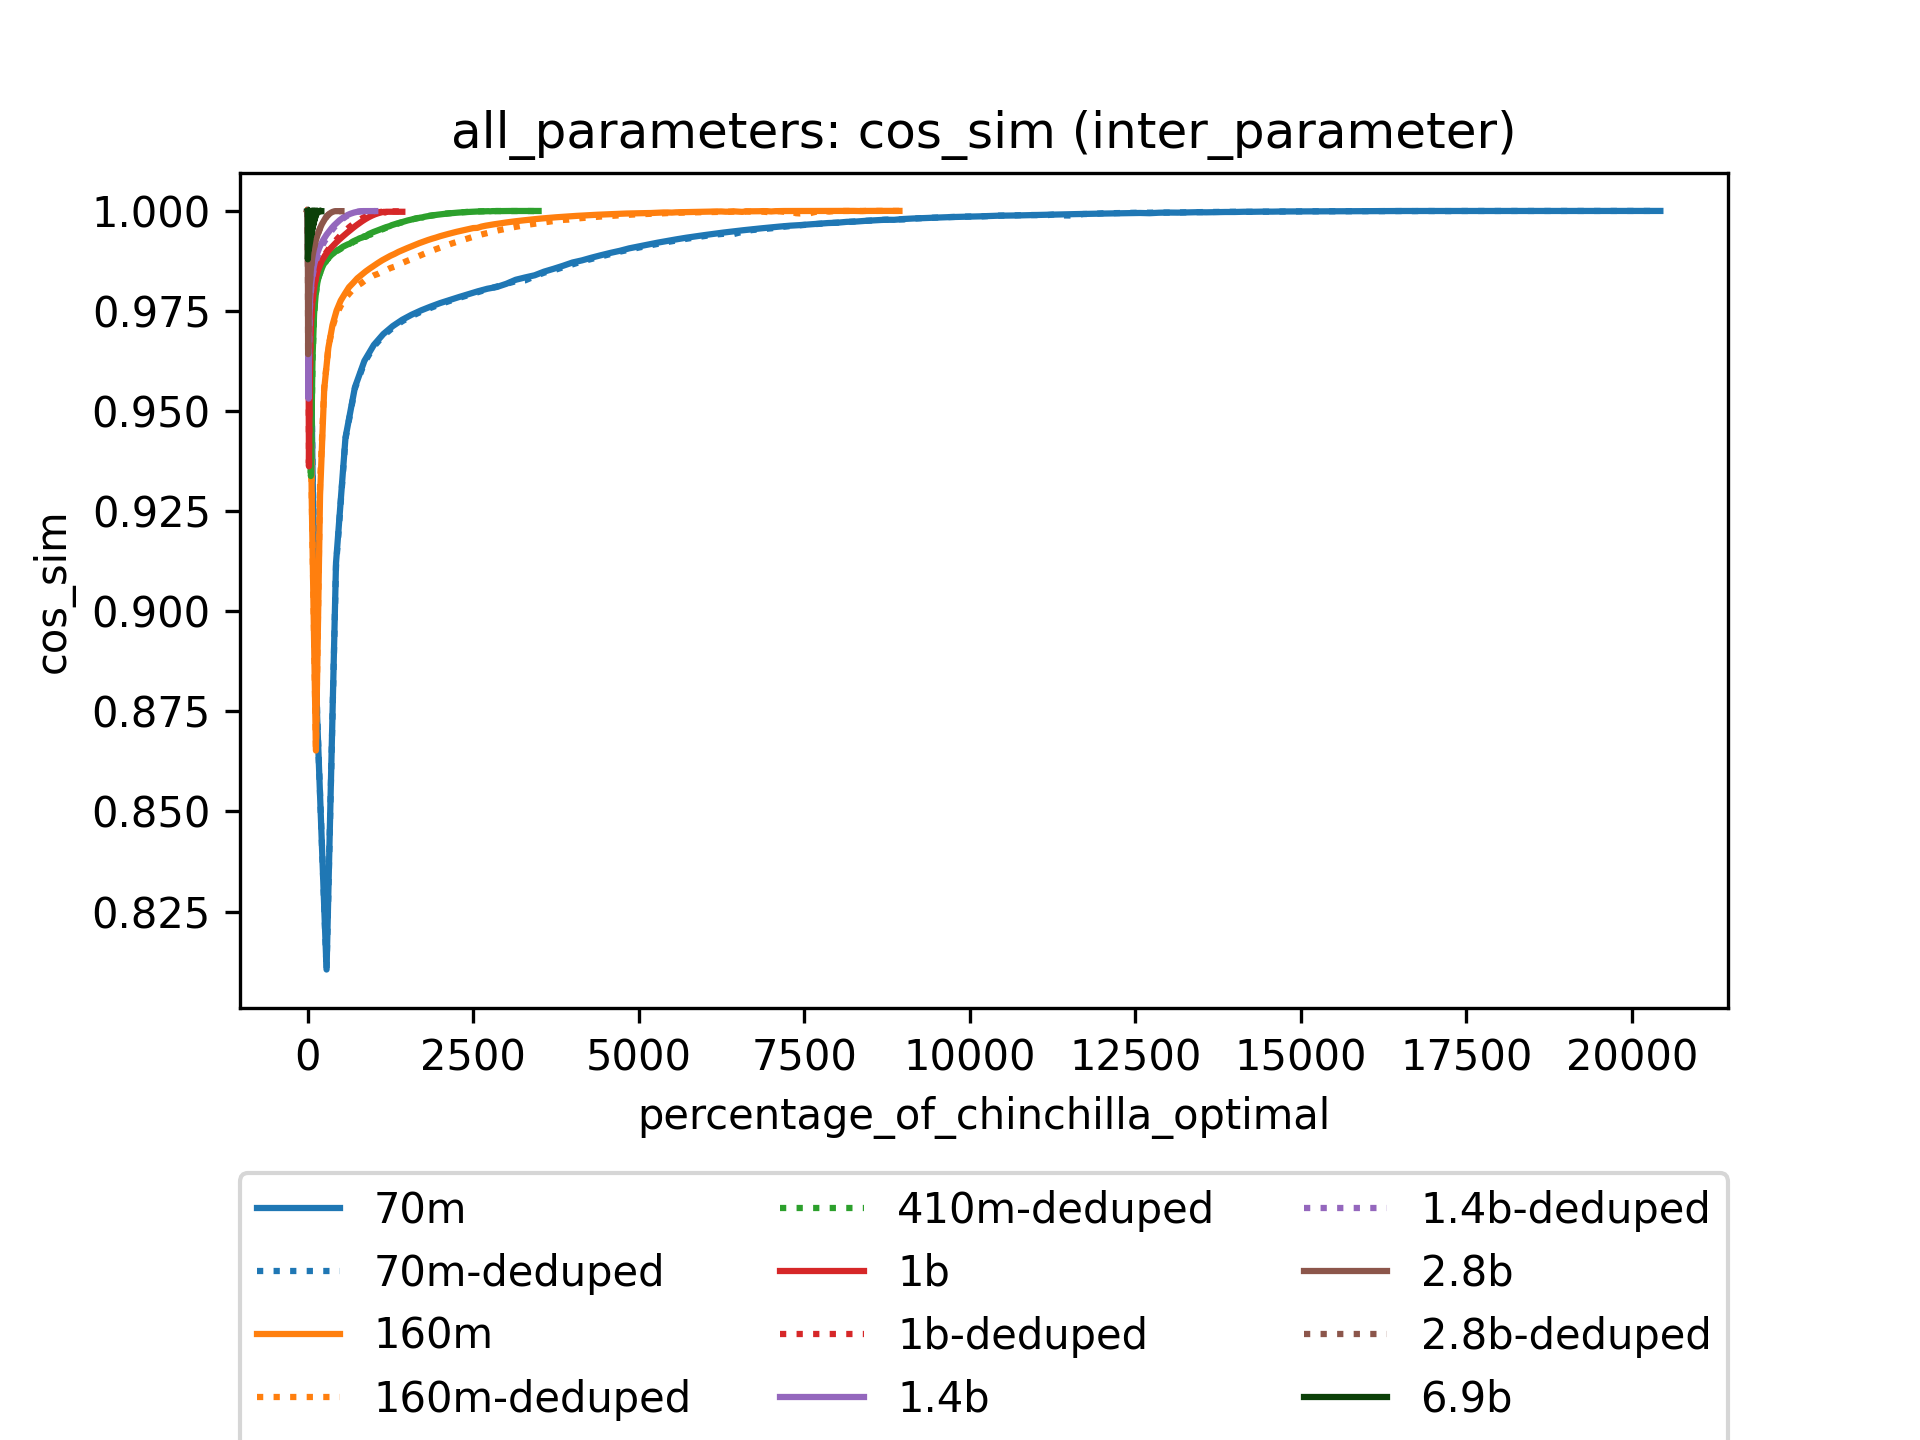 all_parameters: cos_sim (inter_parameter)
1.000
0.975
0.950
0.925
0.900
0.875
0.850
0.825
cos_sim
0 2500 5000 7500 10000 12500 15000 17500 20000
percentage_of_chinchilla_optimal
70m 410m-deduped 1.4b-deduped
70m-deduped 1b 2.8b
160m 1b-deduped 2.8b-deduped
160m-deduped 1.4b 6.9b